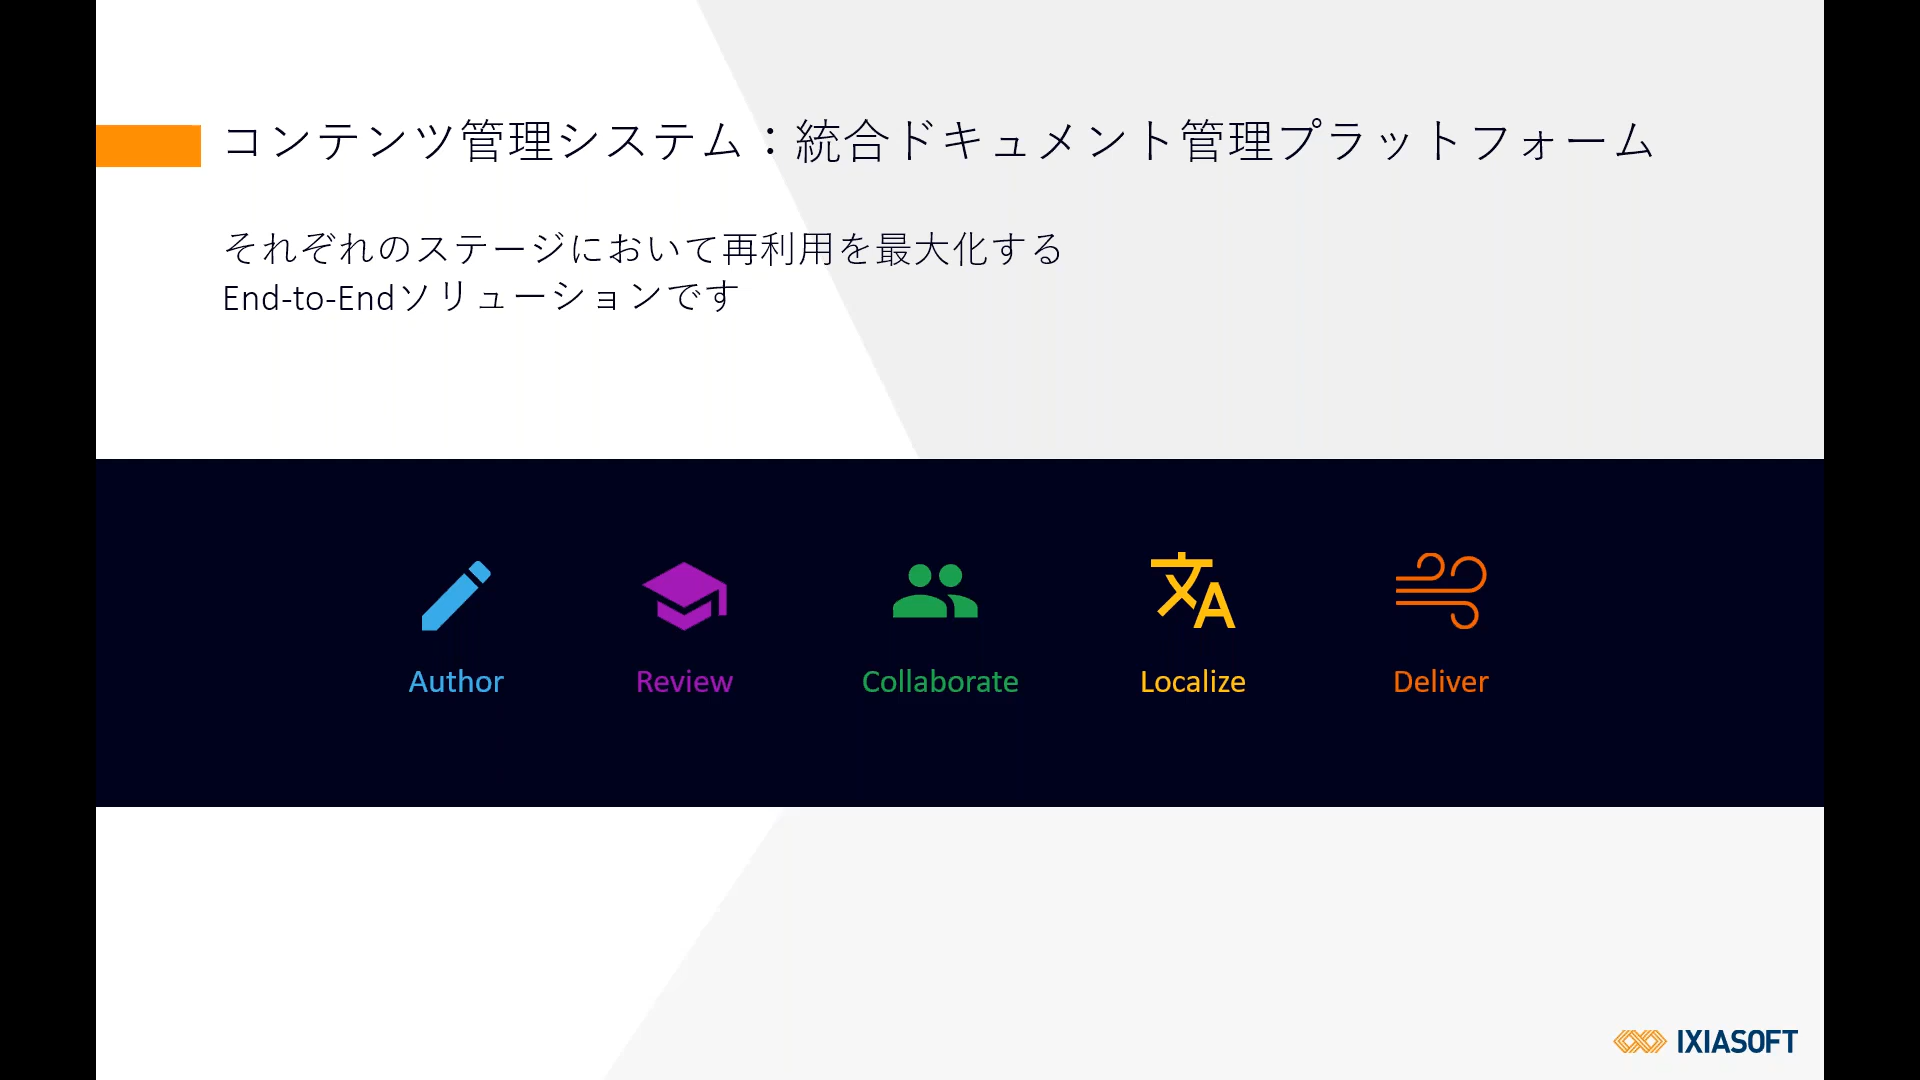 コンテンツ管理システム：統合ドキュメント管理プラットフォーム
それぞれのステージにおいて再利用を最大化する
End-to-Endソリューションです
Author
Review
Collaborate
Localize
Deliver
IXIASOFT